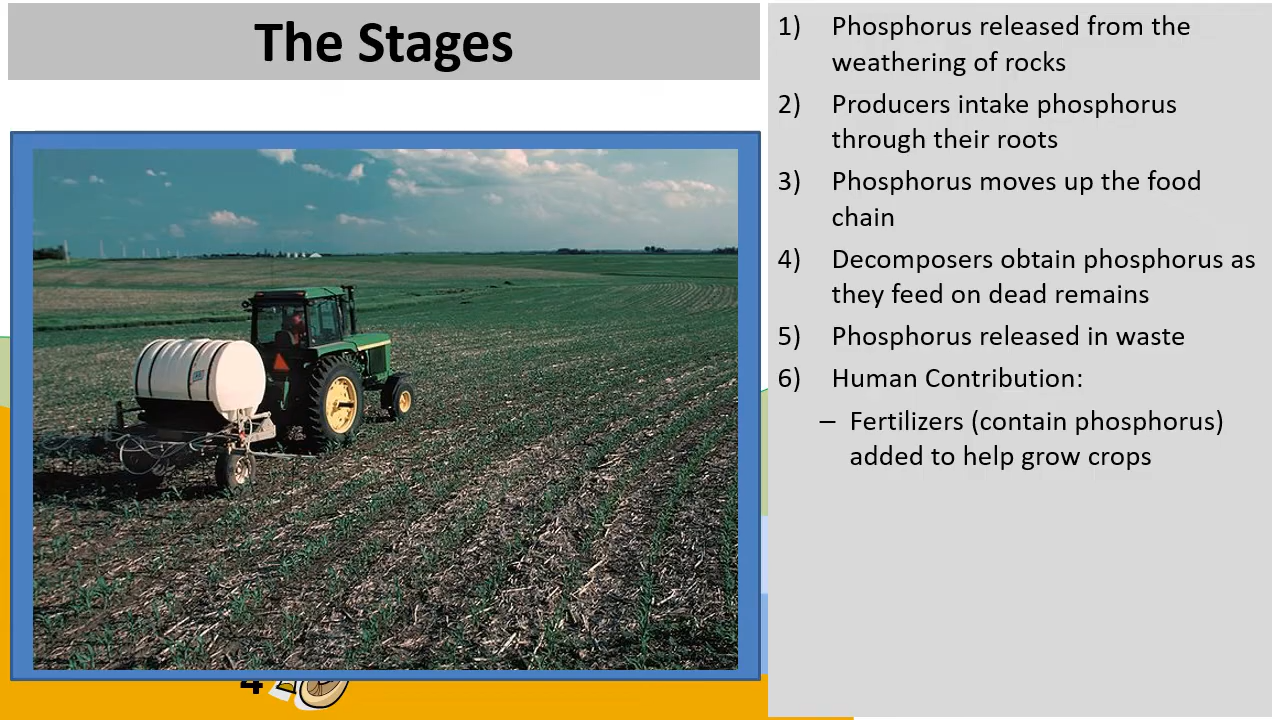 The Stages
1) Phosphorus released from the
weathering of rocks
2) Producers intake phosphorus
through their roots
3) Phosphorus moves up the food
chain
4) Decomposers obtain phosphorus as
they feed on dead remains
5) Phosphorus released in waste
6) Human Contribution:
– Fertilizers (contain phosphorus)
added to help grow crops
4